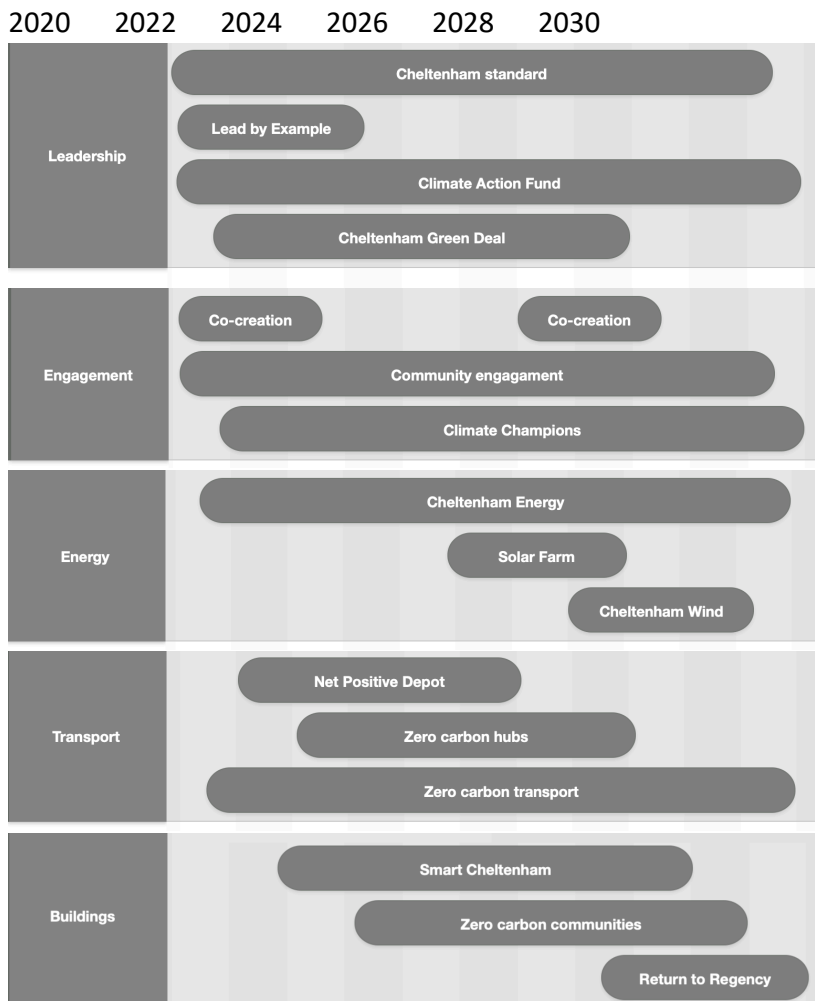 2020 2022 2024 2026 2028 2030
Leadership
Cheltenham standard
Lead by Example
Climate Action Fund
Cheltenham Green Deal
Engagement
Co-creation Co-creation
Community engagament
Climate Champions
Energy
Cheltenham Energy
Solar Farm
Cheltenham Wind
Transport
Net Positive Depot
Zero carbon hubs
Zero carbon transport
Buildings
Smart Cheltenham
Zero carbon communities
Return to Regency